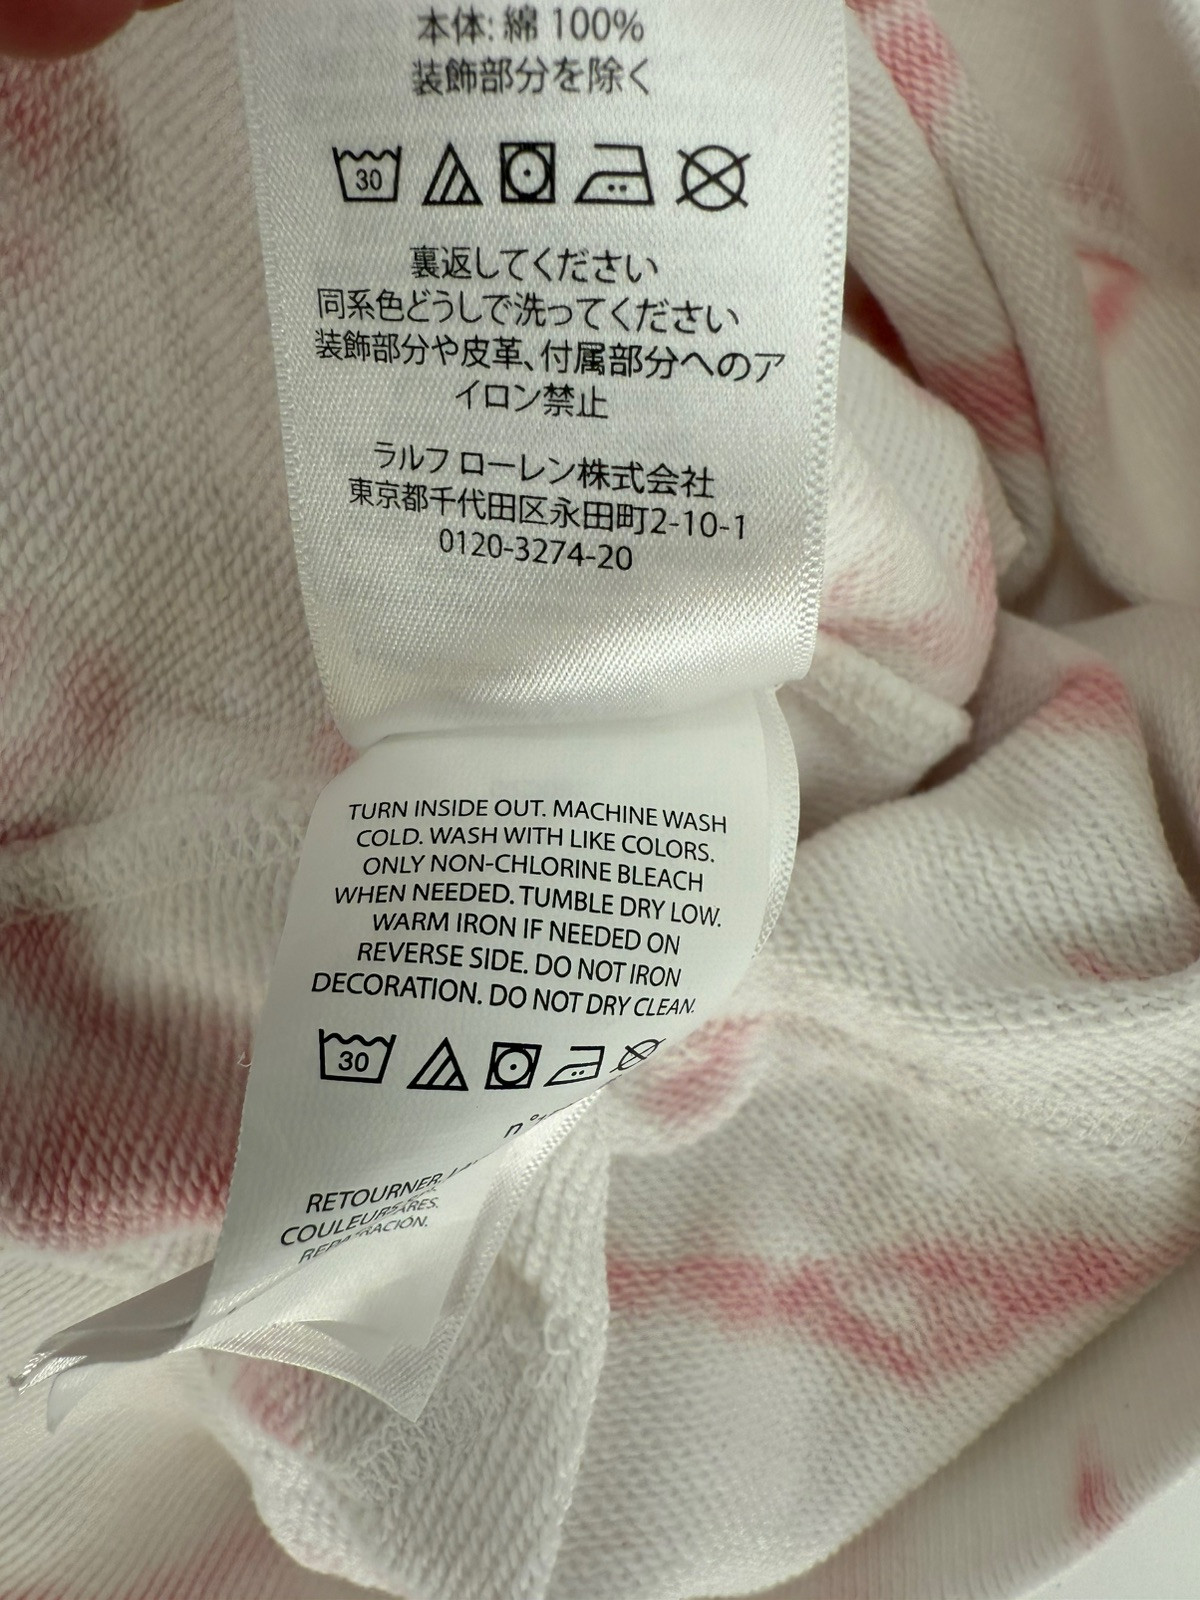 本体: 綿 100%
装飾部分を除く
30
裏返してください
同系色どうしで洗ってください
装飾部分や皮革、付属部分へのア
イロン禁止
ラルフ ローレン株式会社
東京都千代田区永田町2-10-1
0120-3274-20
TURN INSIDE OUT. MACHINE WASH
COLD. WASH WITH LIKE COLORS.
ONLY NON-CHLORINE BLEACH
WHEN NEEDED. TUMBLE DRY LOW.
WARM IRON IF NEEDED ON
REVERSE SIDE. DO NOT IRON
DECORATION. DO NOT DRY CLEAN.
30
RETOURNER